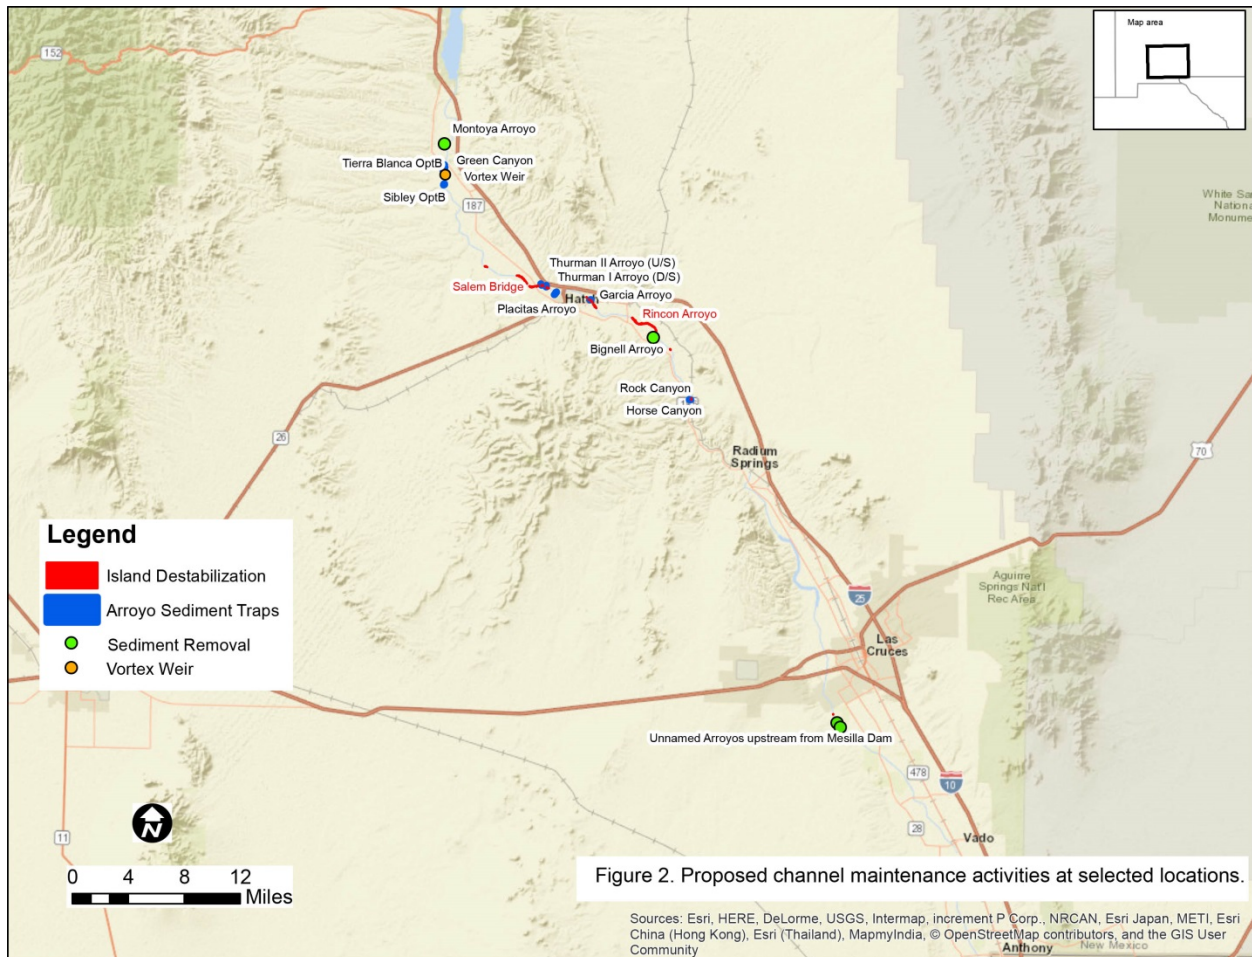 Map area
152
Montoya Arroyo
Tierra Blanca OptB
Green Canyon
Vortex Weir
Sibley OptB
187
White San
National
Monume
Thurman II Arroyo (U/S)
Thurman I Arroyo (D/S)
Salem Bridge
Garcia Arroyo
Placitas Arroyo
Rincon Arroyo
Bignell Arroyo
Rock Canyon
Horse Canyon
26
Radium
Springs
70
Legend
Island Destabilization
Arroyo Sediment Traps
Sediment Removal
Vortex Weir
Aguirre
Springs Nat'l
Rec Area
25
Las
Cruces
Unnamed Arroyos upstream from Mesilla Dam
478
10
28
11
N
Vado
0 4 8 12
Miles
Figure 2. Proposed channel maintenance activities at selected locations.
Sources: Esri, HERE, DeLorme, USGS, Intermap, increment P Corp., NRCAN, Esri Japan, METI, Esri
China (Hong Kong), Esri (Thailand), MapmyIndia, © OpenStreetMap contributors, and the GIS User
Community
Anthony
New Mexico